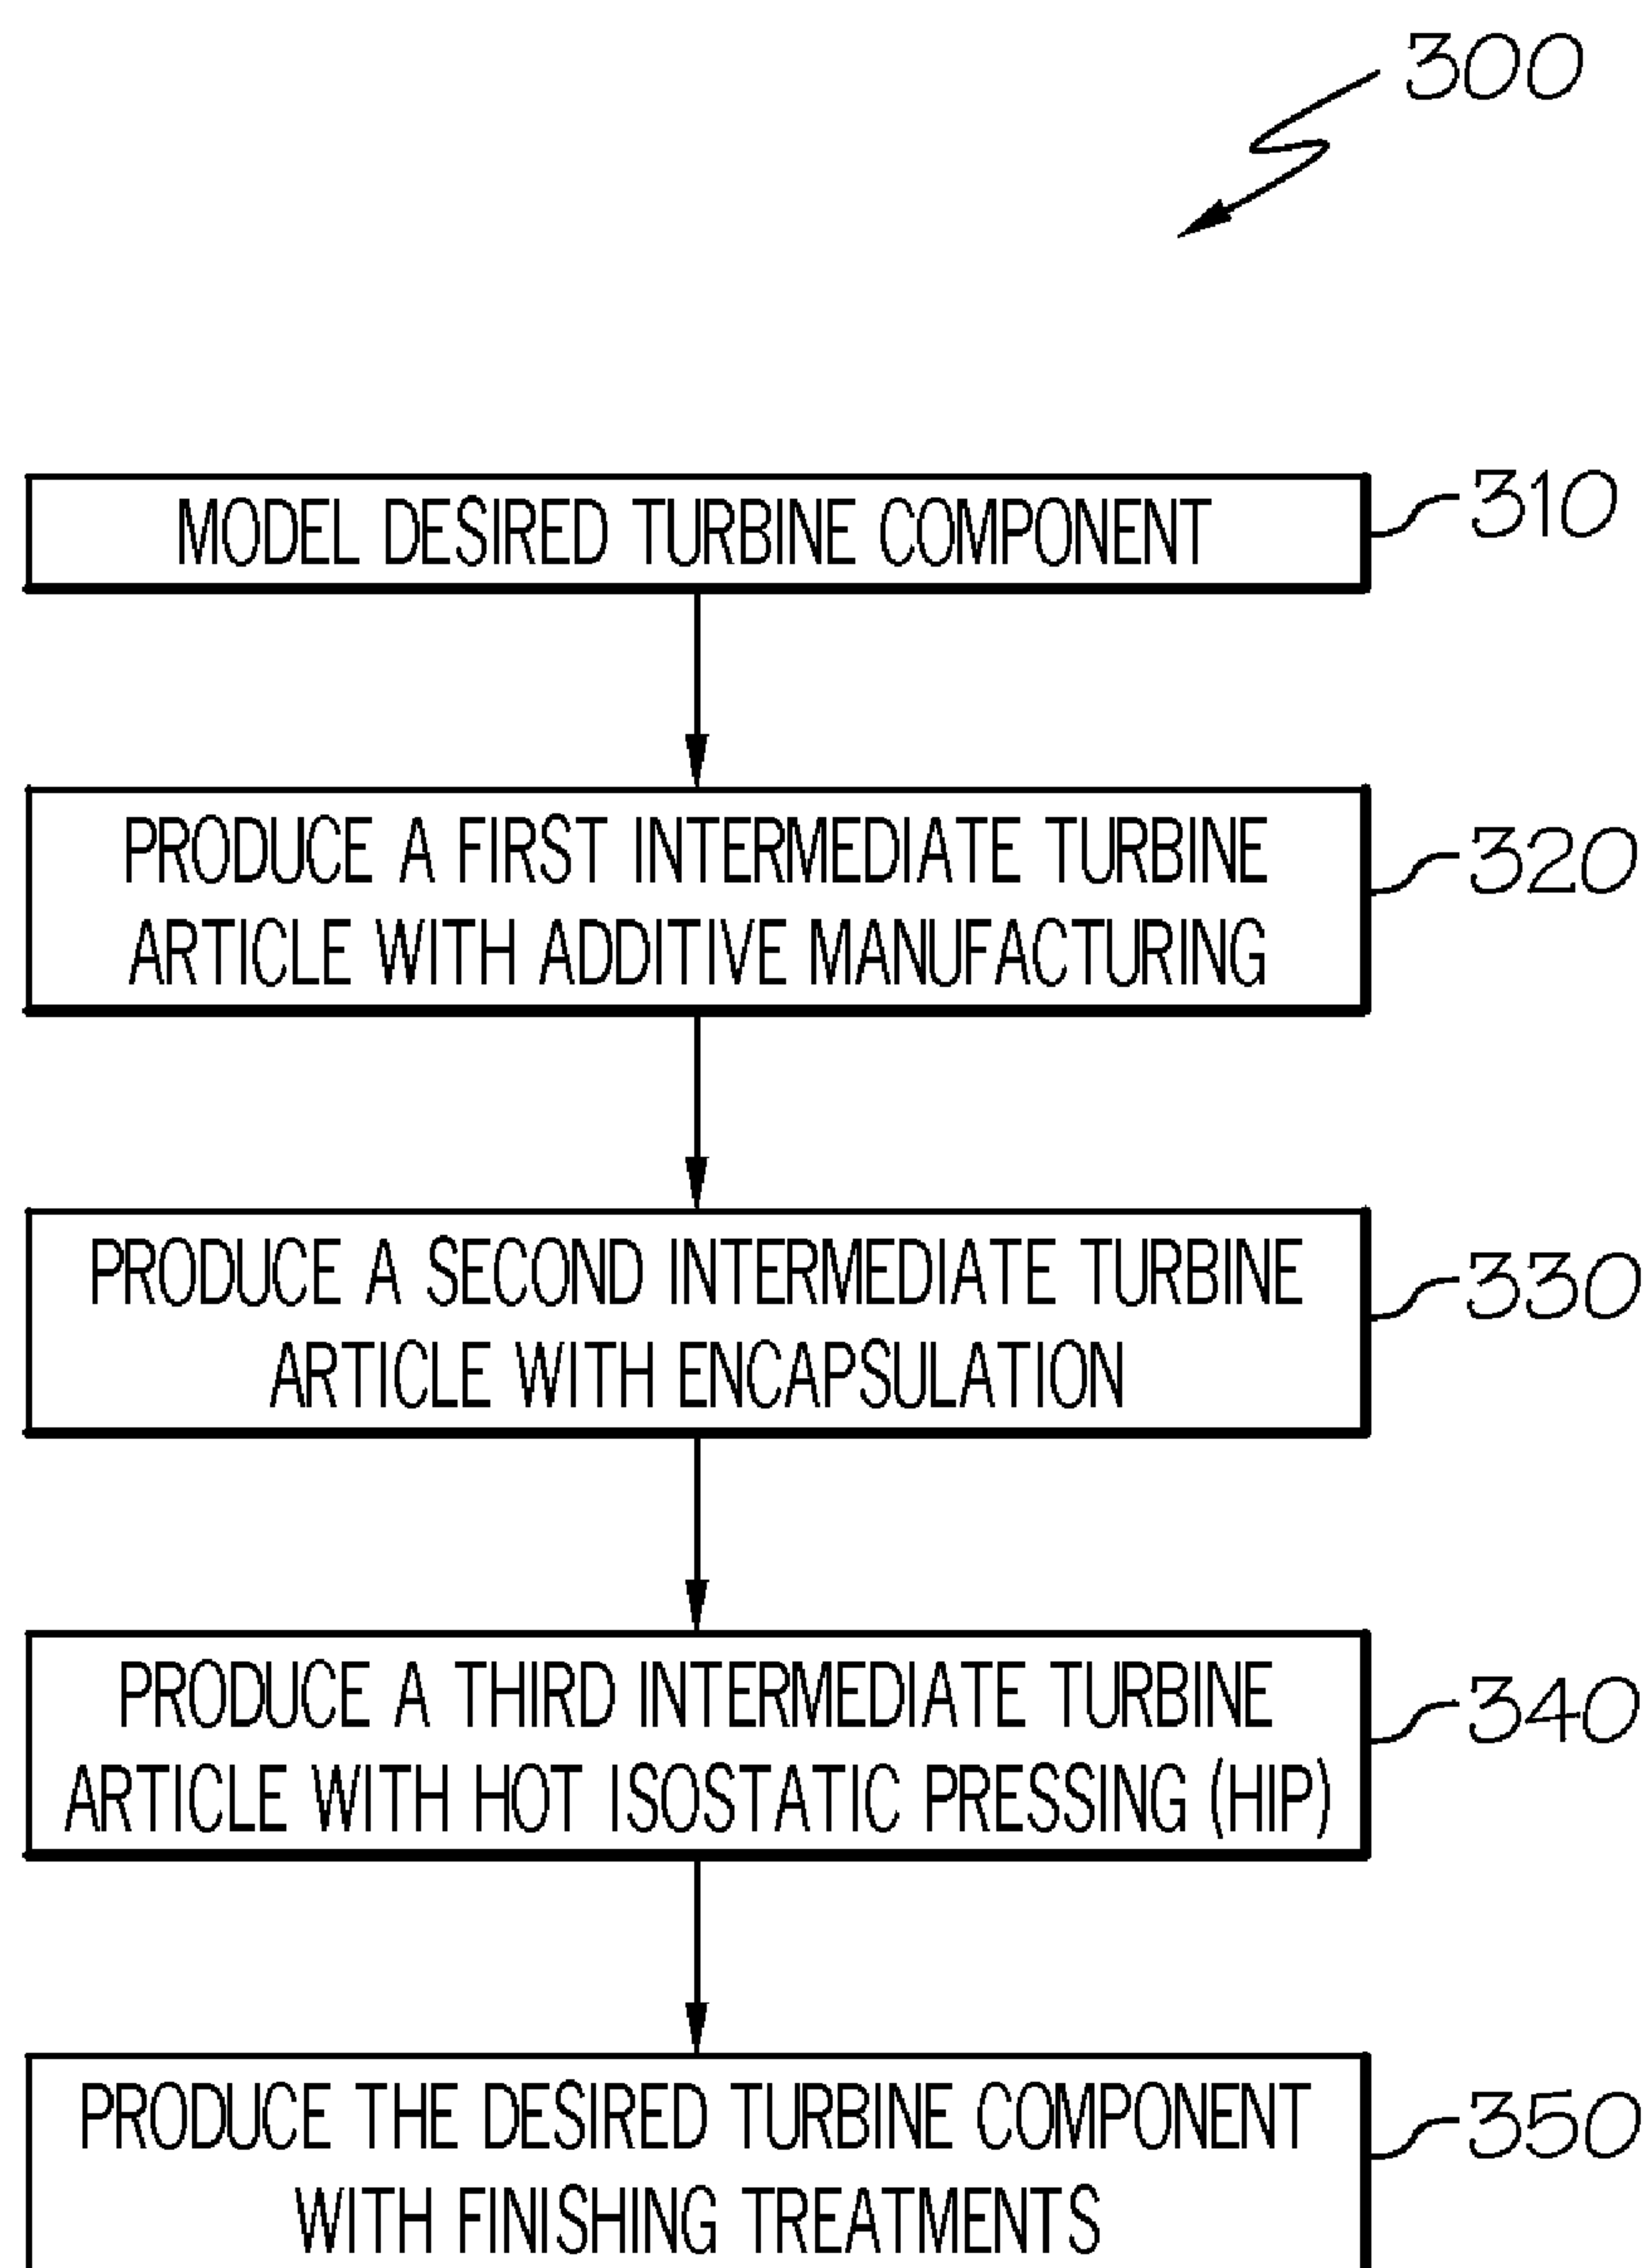 300
MODEL DESIRED TURBINE COMPONENT
310
PRODUCE A FIRST INTERMEDIATE TURBINE
ARTICLE WITH ADDITIVE MANUFACTURING
320
PRODUCE A SECOND INTERMEDIATE TURBINE
ARTICLE WITH ENCAPSULATION
330
PRODUCE A THIRD INTERMEDIATE TURBINE
ARTICLE WITH HOT ISOSTATIC PRESSING (HIP)
340
PRODUCE THE DESIRED TURBINE COMPONENT
WITH FINISHING TREATMENTS
350